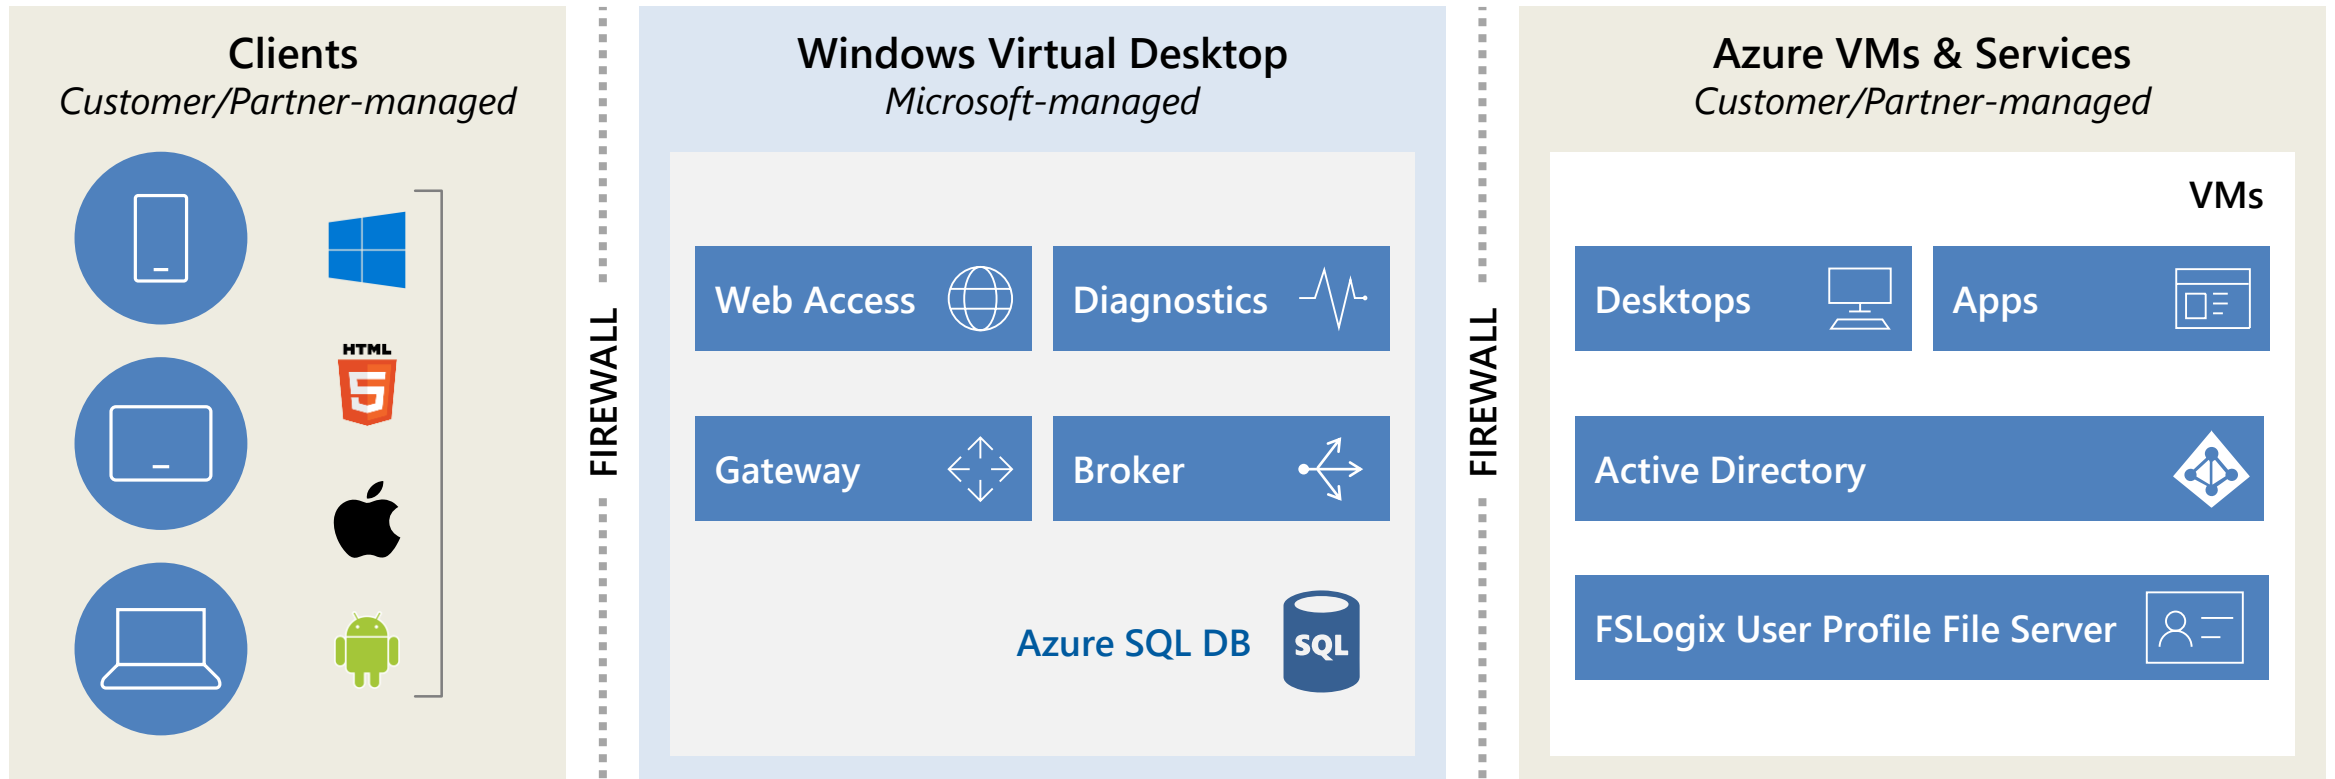 Clients
Customer/Partner-managed
HTML
FIREWALL
Windows Virtual Desktop
Microsoft-managed
Web Access
Diagnostics
Gateway
Broker
Azure SQL DB
SQL
FIREWALL
Azure VMs & Services
Customer/Partner-managed
VMs
Desktops
Apps
Active Directory
FSLogix User Profile File Server